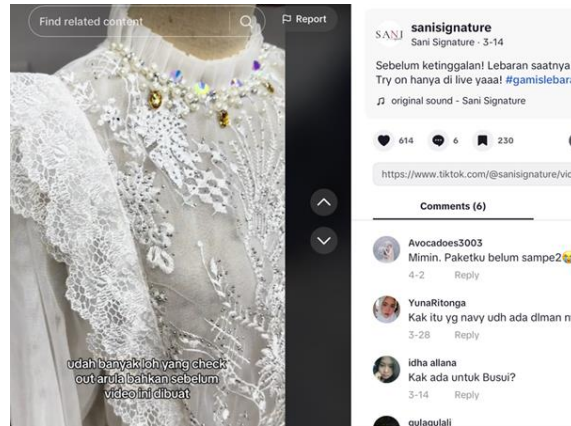 Find related content
Report
udah banyak loh yang check
out arula bahkan sebelum
video ini dibuat
SANI
sanisignature
Sani Signature · 3-14
Sebelum ketinggalan! Lebaran saatnya
Try on hanya di live yaaa! #gamislebar
original sound - Sani Signature
614
6
230
https://www.tiktok.com/@sanisignature/vid
Comments (6)
Avocadoes3003
Mimin. Paketku belum sampe2😭
4-2 Reply
YunaRitonga
Kak itu yg navy udh ada dlman n
3-28 Reply
idha allana
Kak ada untuk Busui?
3-14 Reply
gulagulali